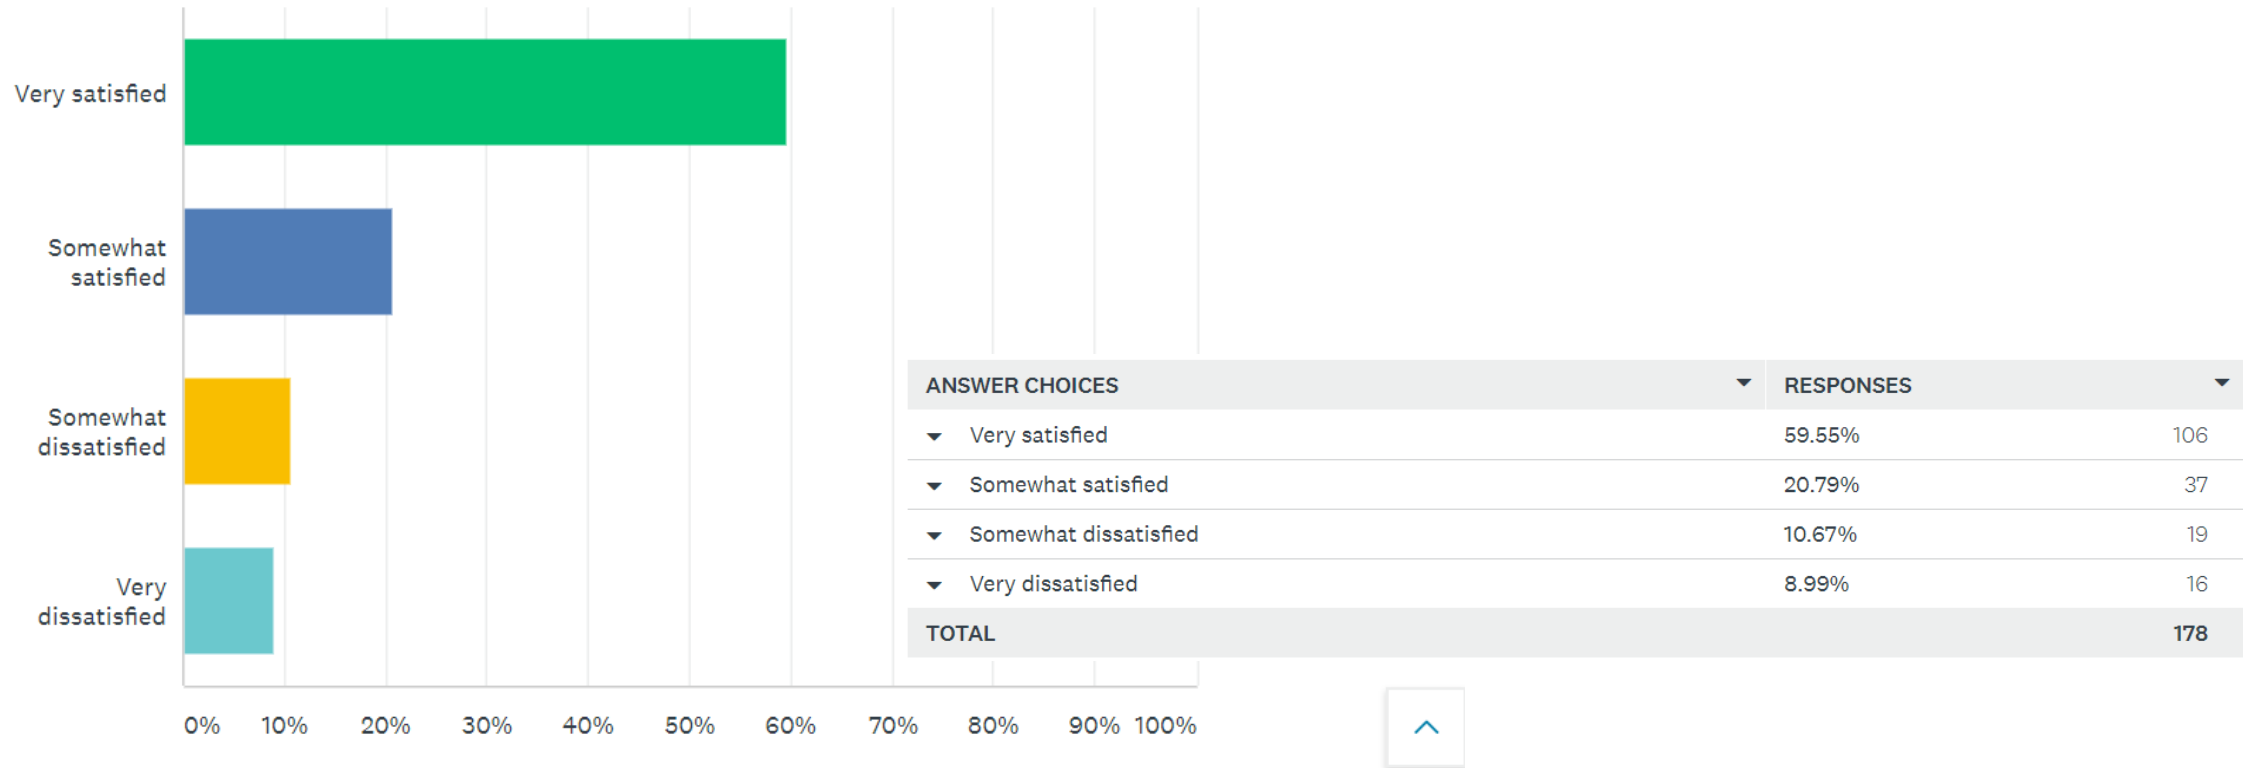 Very satisfied
Somewhat
satisfied
Somewhat
dissatisfied
Very
dissatisfied
0% 10% 20% 30% 40% 50% 60% 70% 80% 90% 100%
ANSWER CHOICES RESPONSES
Very satisfied 59.55% 106
Somewhat satisfied 20.79% 37
Somewhat dissatisfied 10.67% 19
Very dissatisfied 8.99% 16
TOTAL 178